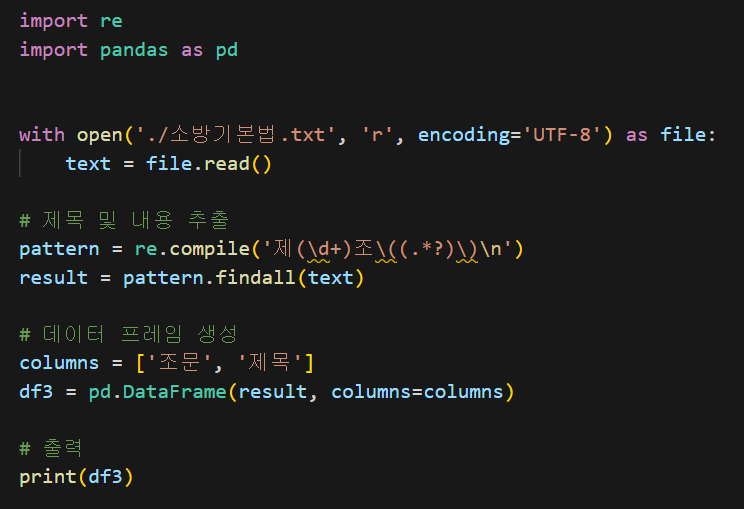 import re
import pandas as pd
with open('./소방기본법.txt', 'r', encoding='UTF-8') as file:
    text = file.read()
# 제목 및 내용 추출
pattern = re.compile('제(\d+)조\((.*?)\)\n')
result = pattern.findall(text)
# 데이터 프레임 생성
columns = ['조문', '제목']
df3 = pd.DataFrame(result, columns=columns)
# 출력
print(df3)